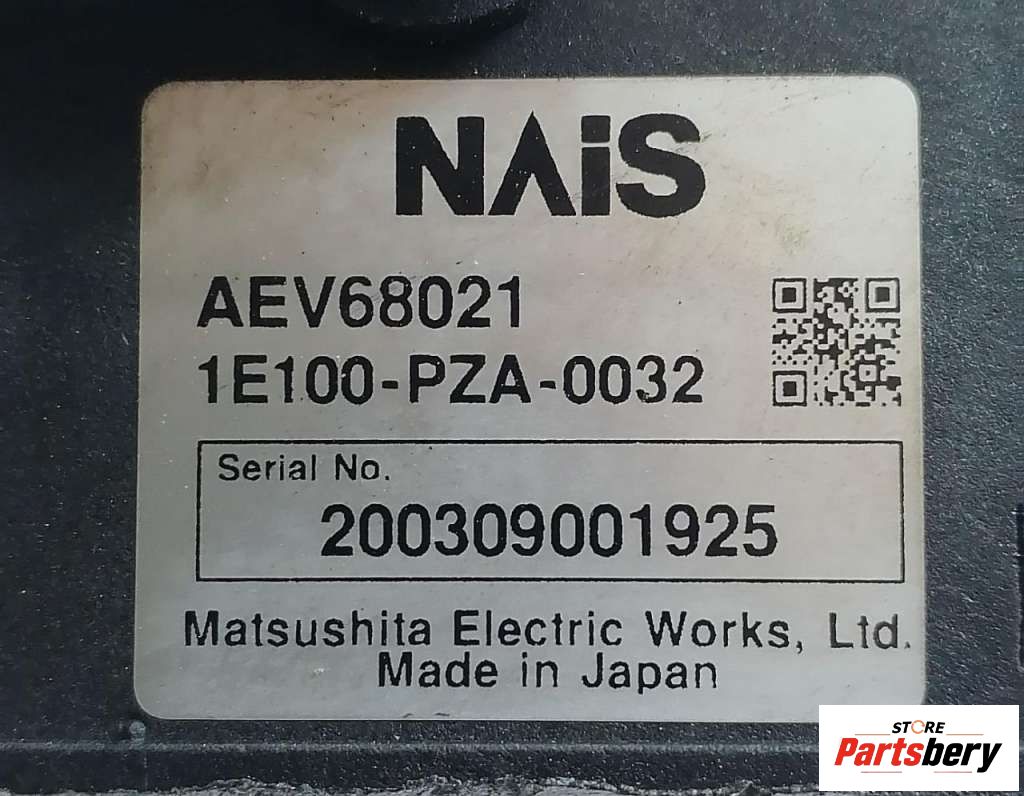 NAiS
AEV68021
1E100-PZA-0032
Serial No.
200309001925
Matsushita Electric Works, Ltd.
Made in Japan
STORE
Partsbery